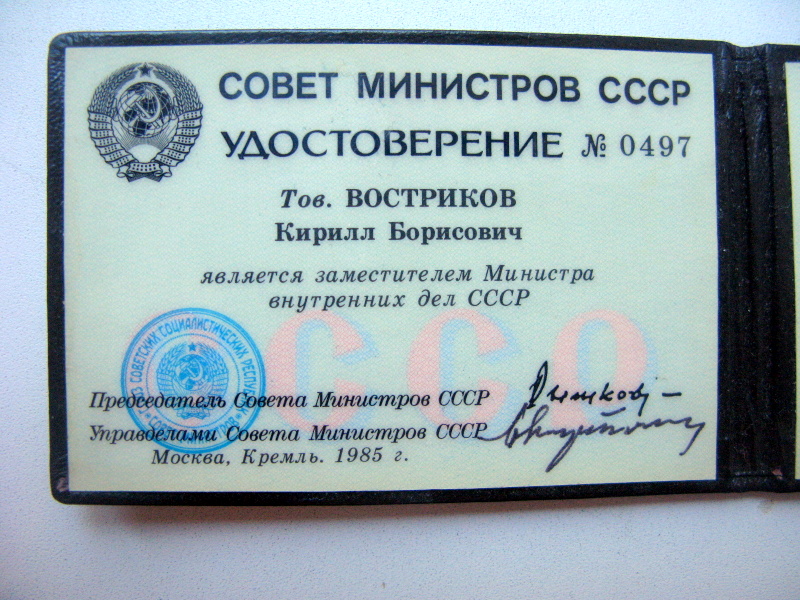 СОВЕТ МИНИСТРОВ СССР
УДОСТОВЕРЕНИЕ № 0497
Тов. ВОСТРИКОВ
Кирилл Борисович
является заместителем Министра
внутренних дел СССР
СССР
Председатель Совета Министров СССР
Управделами Совета Министров СССР
Москва, Кремль. 1985 г.